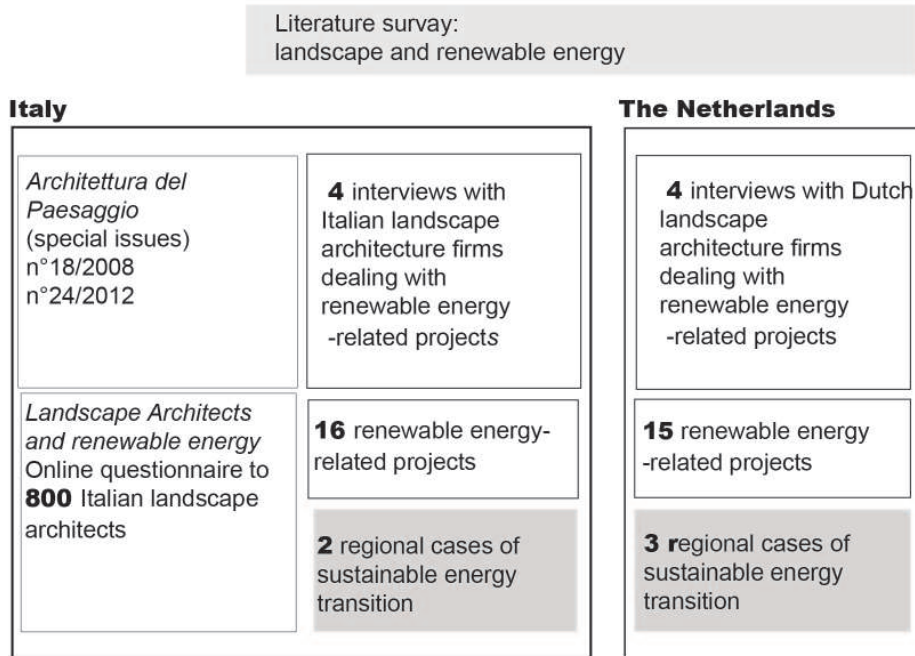 Literature survay:
landscape and renewable energy
Italy
Architettura del
Paesaggio
(special issues)
n°18/2008
n°24/2012
4 interviews with
Italian landscape
architecture firms
dealing with
renewable energy
-related projects
Landscape Architects
and renewable energy
Online questionnaire to
800 Italian landscape
architects
16 renewable energy-
related projects
2 regional cases of
sustainable energy
transition
The Netherlands
4 interviews with Dutch
landscape
architecture firms
dealing with
renewable energy
-related projects
15 renewable energy
-related projects
3 regional cases of
sustainable energy
transition